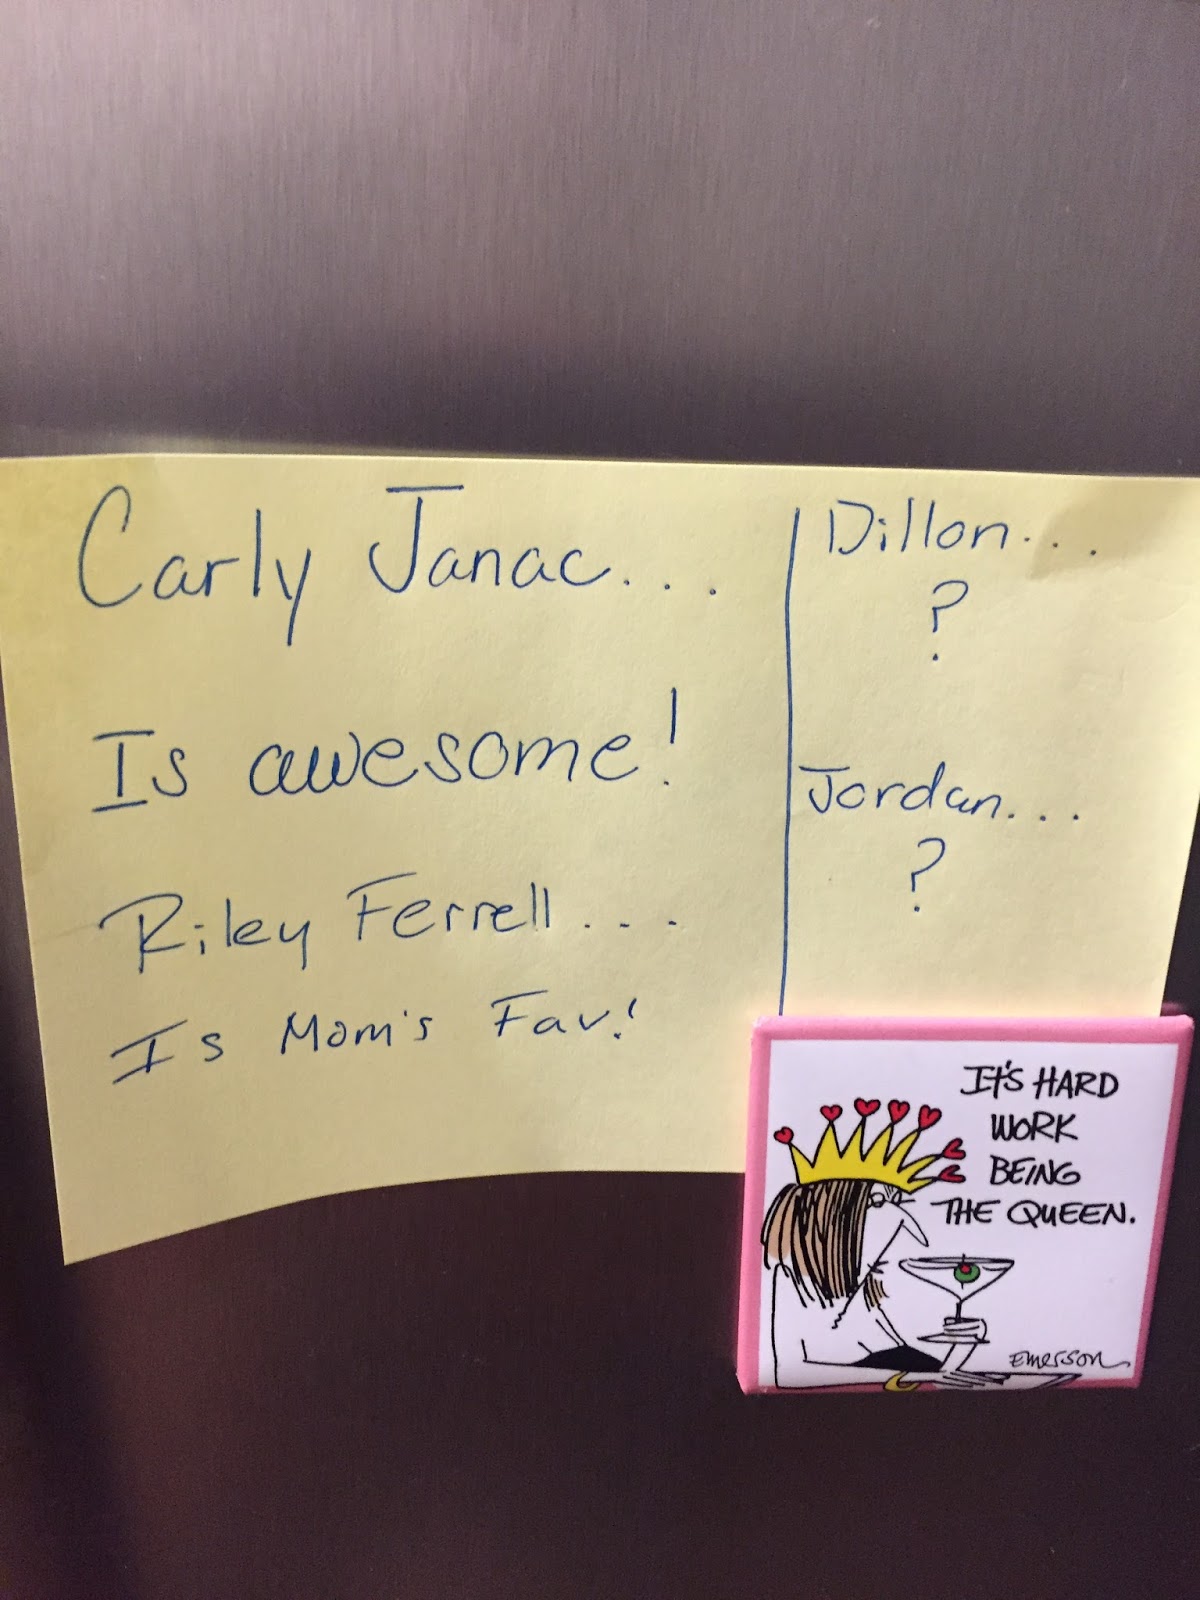 Carly Janac...
Is awesome!
Riley Ferrell...
Is Mom's Fav!
Dillon...
?
Jordan...
?
IT'S HARD
WORK
BEING
THE QUEEN.
EMERSON